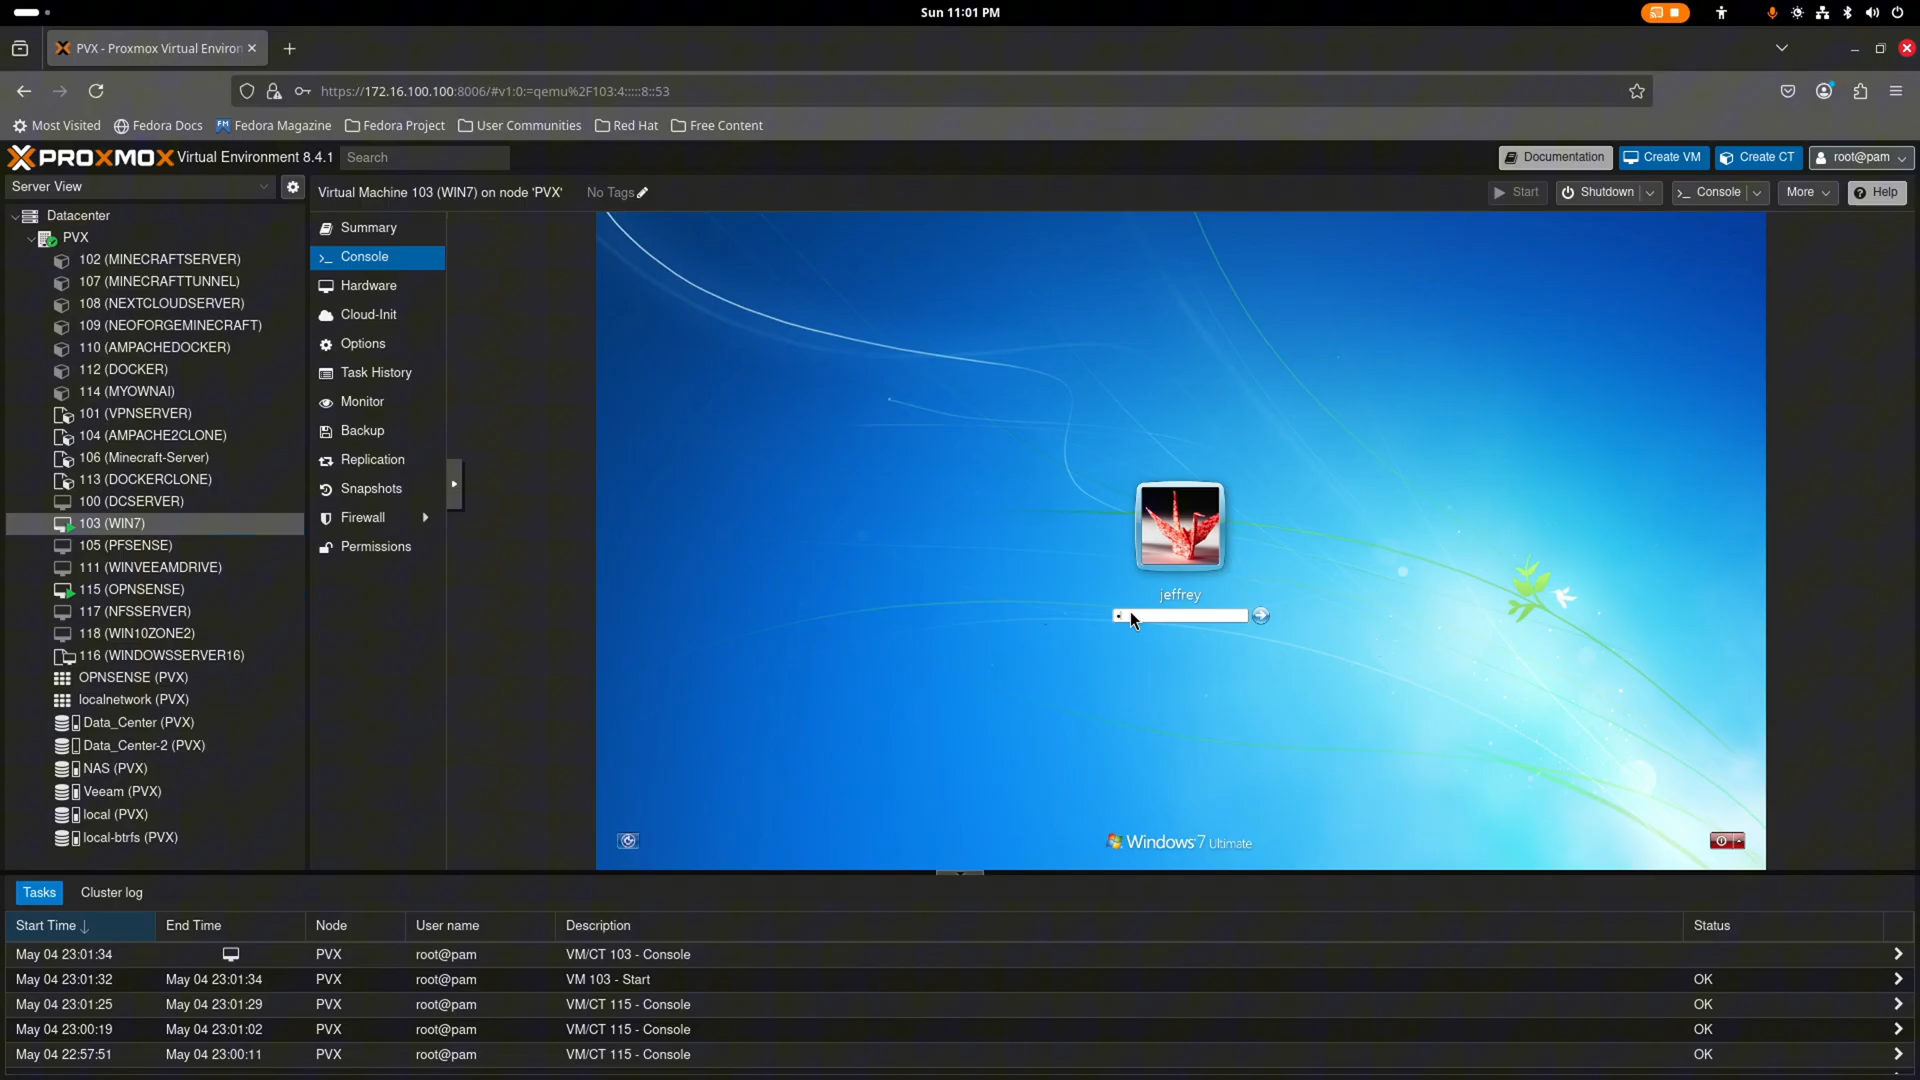 Sun 11:01 PM
PVX - Proxmox Virtual Environ
https://172.16.100.100:8006/#v1:0:=qemu%2F103:4:::::8::53
Most Visited Fedora Docs Fedora Magazine Fedora Project User Communities Red Hat Free Content
PROXMOX Virtual Environment 8.4.1 Search Documentation Create VM Create CT root@pam
Server View
Virtual Machine 103 (WIN7) on node 'PVX' No Tags Start Shutdown Console More Help
Datacenter
PVX
102 (MINECRAFTSERVER)
107 (MINECRAFTTUNNEL)
108 (NEXTCLOUDSERVER)
109 (NEOFORGEMINECRAFT)
110 (AMPACHEDOCKER)
112 (DOCKER)
114 (MYOWNAI)
101 (VPNSERVER)
104 (AMPACHE2CLONE)
106 (Minecraft-Server)
113 (DOCKERCLONE)
100 (DCSERVER)
103 (WIN7)
105 (PFSENSE)
111 (WINVEEAMDRIVE)
115 (OPNSENSE)
117 (NFSSERVER)
118 (WIN10ZONE2)
116 (WINDOWSSERVER16)
OPNSENSE (PVX)
localnetwork (PVX)
Data_Center (PVX)
Data_Center-2 (PVX)
NAS (PVX)
Veeam (PVX)
local (PVX)
local-btrfs (PVX)
Summary
Console
Hardware
Cloud-Init
Options
Task History
Monitor
Backup
Replication
Snapshots
Firewall
Permissions
jeffrey
Windows 7 Ultimate
Tasks Cluster log
Start Time End Time Node User name Description Status
May 04 23:01:34 PVX root@pam VM/CT 103 - Console
May 04 23:01:32 May 04 23:01:34 PVX root@pam VM 103 - Start OK
May 04 23:01:25 May 04 23:01:29 PVX root@pam VM/CT 115 - Console OK
May 04 23:00:19 May 04 23:01:02 PVX root@pam VM/CT 115 - Console OK
May 04 22:57:51 May 04 23:00:11 PVX root@pam VM/CT 115 - Console OK